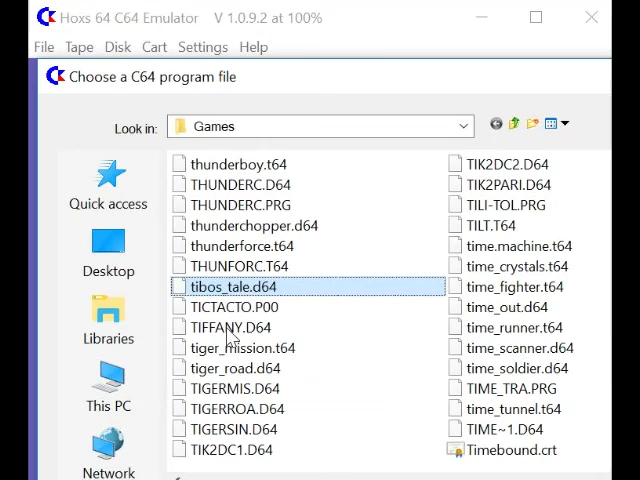 Hoxs 64 C64 Emulator V 1.0.9.2 at 100%
File Tape Disk Cart Settings Help
Choose a C64 program file
Look in: Games
Quick access
Desktop
Libraries
This PC
Network
thunderboy.t64
THUNDERC.D64
THUNDERC.PRG
thunderchopper.d64
thunderforce.t64
THUNFORC.T64
tibos_tale.d64
TICTACTO.P00
TIFFANY.D64
tiger_mission.t64
tiger_road.d64
TIGERMIS.D64
TIGERROA.D64
TIGERSIN.D64
TIK2DC1.D64
TIK2DC2.D64
TIK2PARI.D64
TILI-TOL.PRG
TILT.T64
time.machine.t64
time_crystals.t64
time_fighter.t64
time_out.d64
time_runner.t64
time_scanner.d64
time_soldier.d64
TIME_TRA.PRG
time_tunnel.t64
TIME~1.D64
Timebound.crt